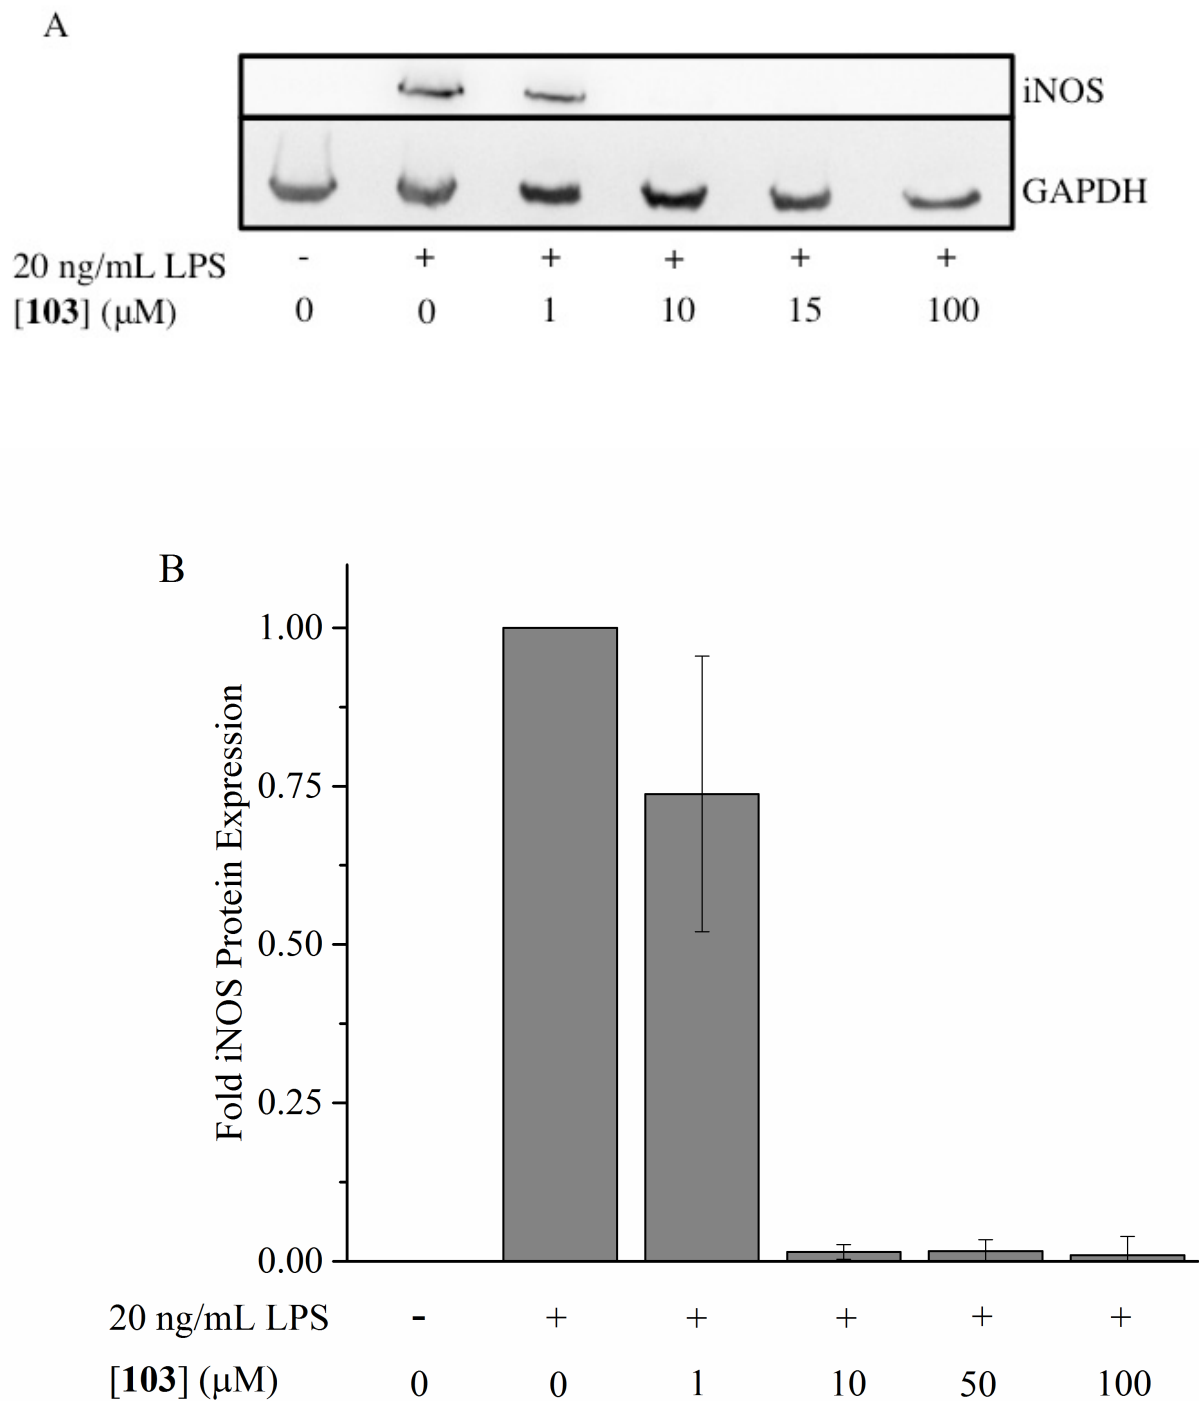 A
iNOS
GAPDH
20 ng/mL LPS - + + + + +
[103] (μM) 0 0 1 10 15 100
B
Fold iNOS Protein Expression
1.00
0.75
0.50
0.25
0.00
20 ng/mL LPS - + + + + +
[103] (μM) 0 0 1 10 50 100